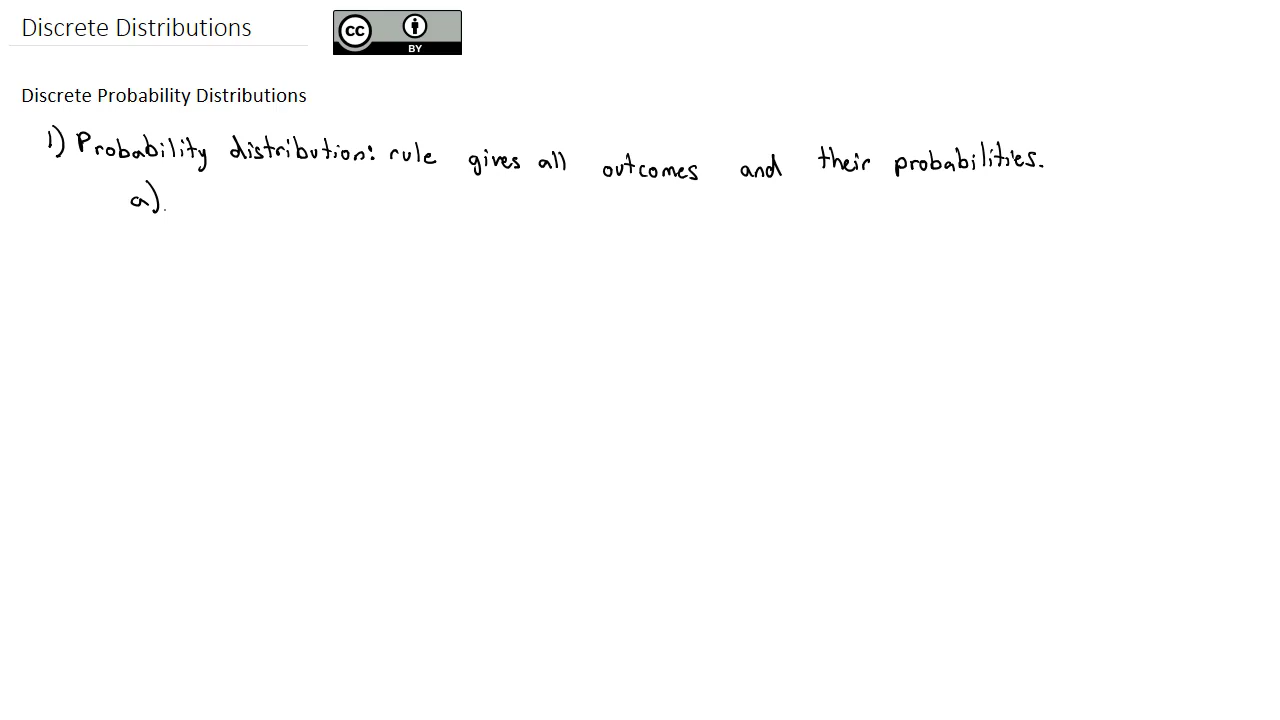 Discrete Distributions
cc BY
Discrete Probability Distributions
1) Probability distribution: rule gives all outcomes and their probabilities.
a)